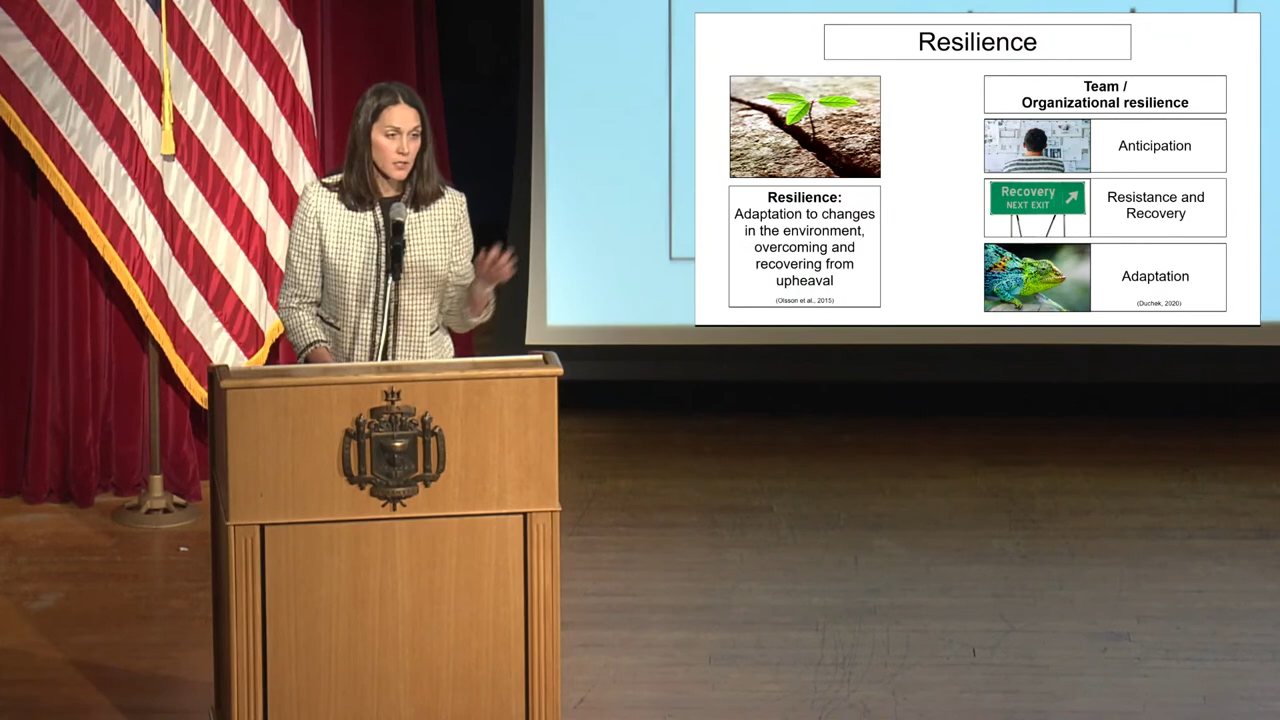 Resilience
Resilience:
Adaptation to changes
in the environment,
overcoming and
recovering from
upheaval
(Olsson et al., 2015)
Team /
Organizational resilience
Anticipation
Recovery
NEXT EXIT
Resistance and
Recovery
Adaptation
(Duchek, 2020)